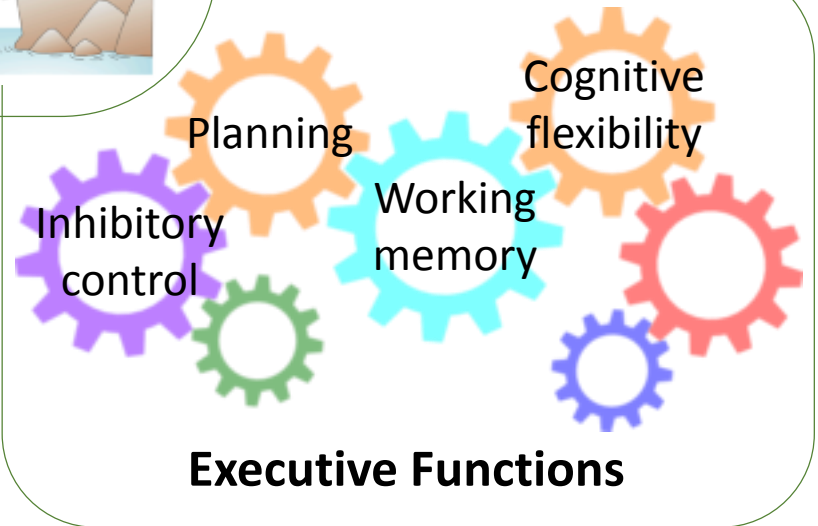 Planning
Cognitive
flexibility
Inhibitory
control
Working
memory
Executive Functions